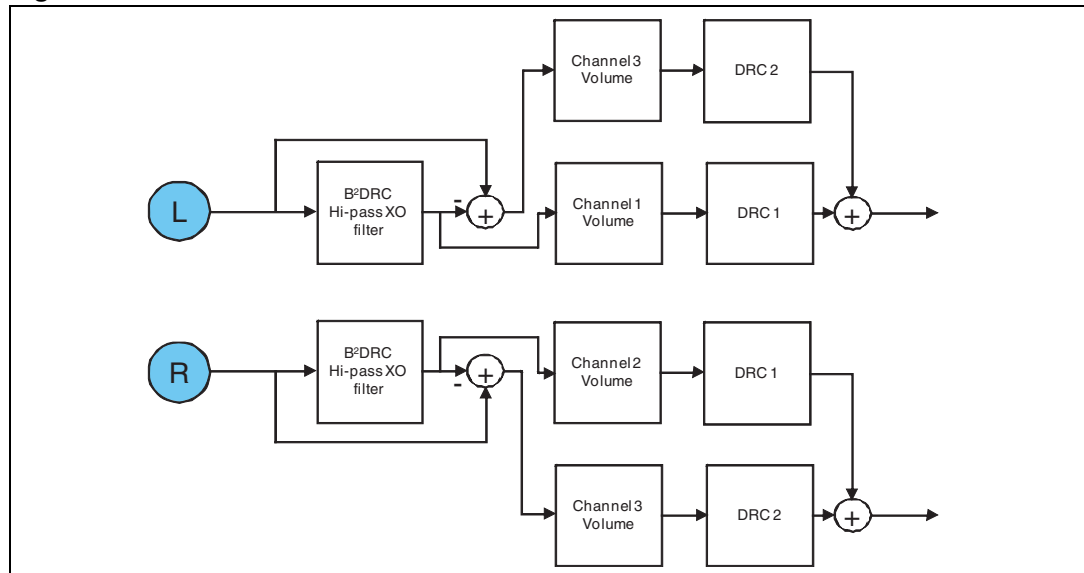 Channel 3
Volume
DRC 2
L
B²DRC
Hi-pass XO
filter
-
+
Channel 1
Volume
DRC 1
+
R
B²DRC
Hi-pass XO
filter
-
+
Channel 2
Volume
DRC 1
Channel 3
Volume
DRC 2
+